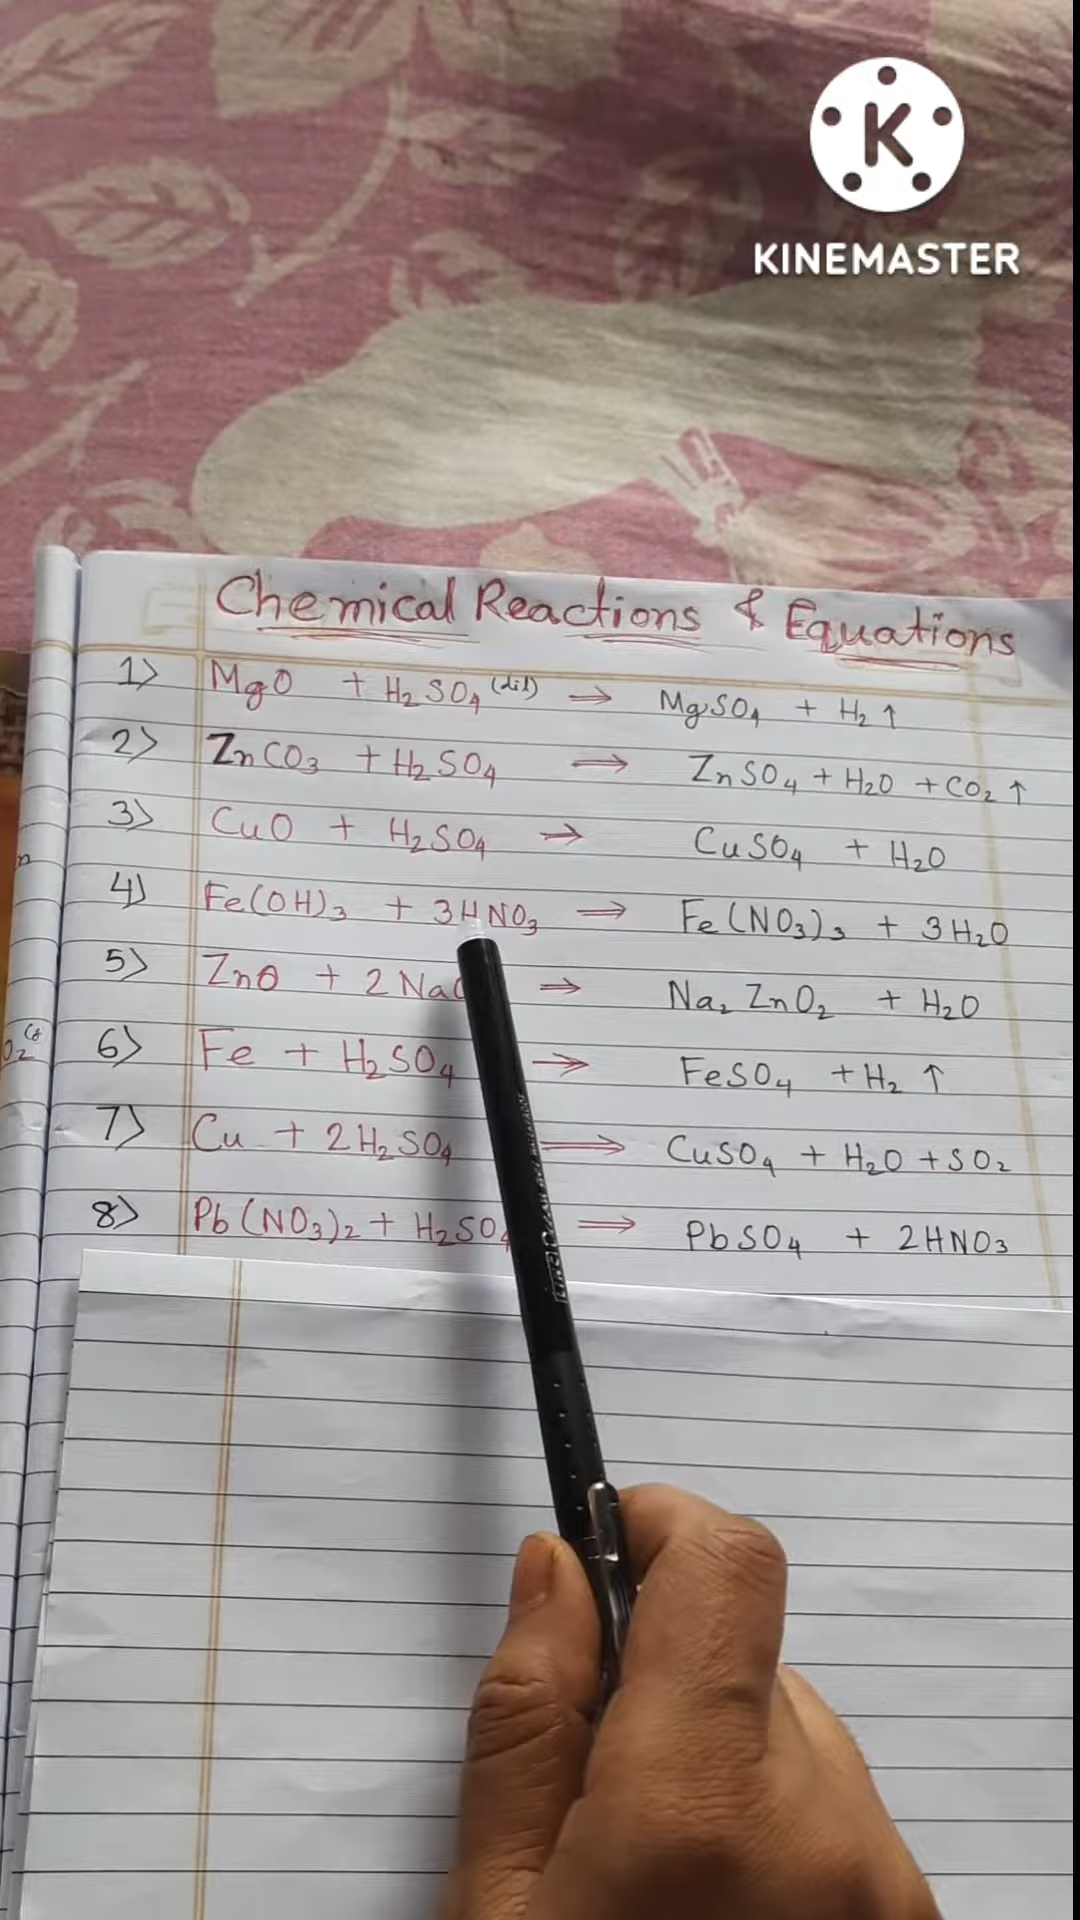 K
KINEMASTER
Chemical Reactions & Equations
1) MgO + H₂SO₄ (dil) → MgSO₄ + H₂ ↑
2) ZnCO₃ + H₂SO₄ → ZnSO₄ + H₂O + CO₂ ↑
3) CuO + H₂SO₄ → CuSO₄ + H₂O
4) Fe(OH)₃ + 3HNO₃ → Fe(NO₃)₃ + 3H₂O
5) ZnO + 2Na → Na₂ZnO₂ + H₂O
6) Fe + H₂SO₄ → FeSO₄ + H₂ ↑
7) Cu + 2H₂SO₄ → CuSO₄ + H₂O + SO₂
8) Pb(NO₃)₂ + H₂SO₄ → PbSO₄ + 2HNO₃